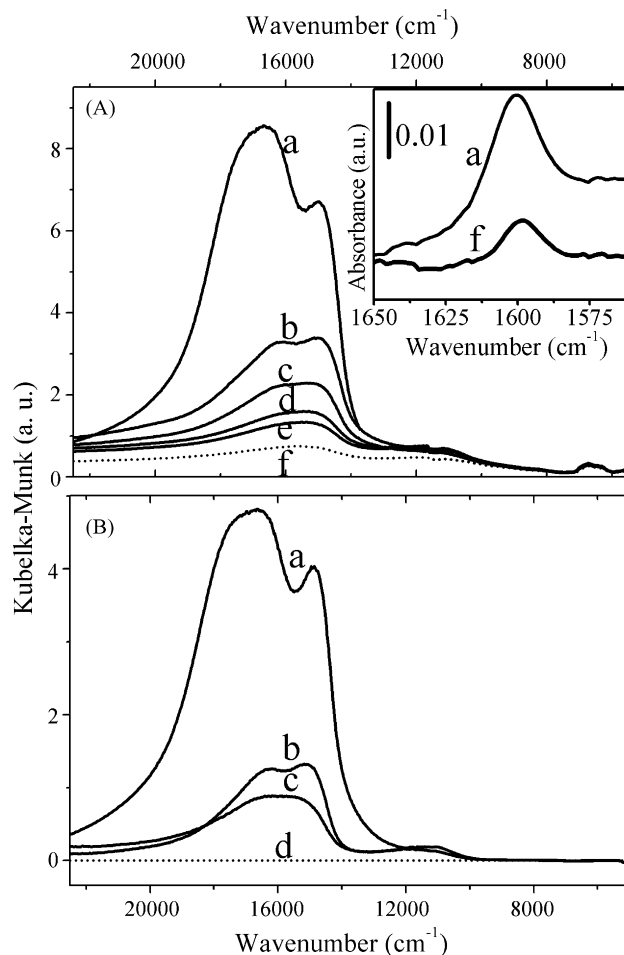 Wavenumber (cm-1)
20000 16000 12000 8000
(A)
8
6
4
2
0
a
b
c
d
e
f
0.01
a
f
Absorbance (a.u.)
1650 1625 1600 1575
Wavenumber (cm-1)
Kubelka-Munk (a. u.)
(B)
4
2
0
a
b
c
d
20000 16000 12000 8000
Wavenumber (cm-1)